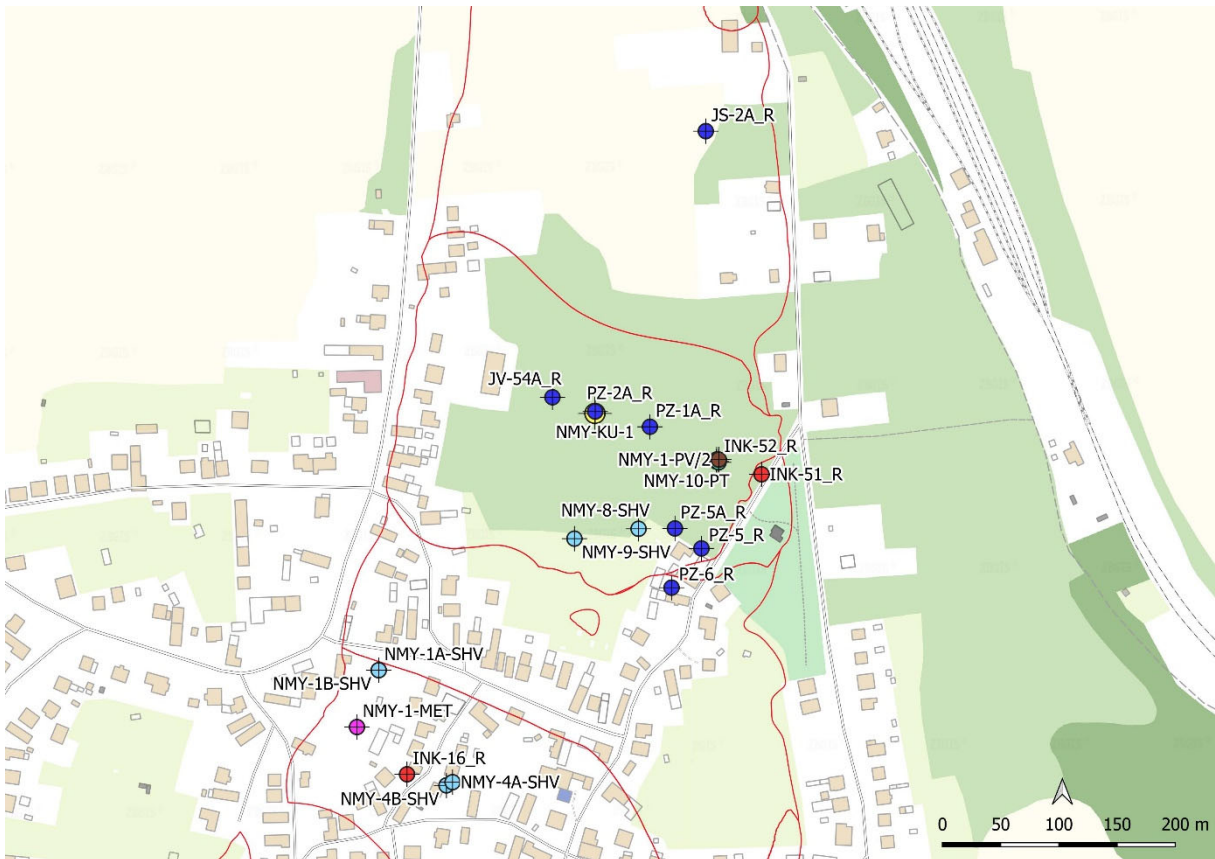 JS-2A_R
JV-54A_R
PZ-2A_R
NMY-KU-1
PZ-1A_R
INK-52_R
NMY-1-PV/2
NMY-10-PT
INK-51_R
NMY-8-SHV
PZ-5A_R
NMY-9-SHV
PZ-5_R
PZ-6_R
NMY-1A-SHV
NMY-1B-SHV
NMY-1-MET
INK-16_R
NMY-4A-SHV
NMY-4B-SHV
0 50 100 150 200 m